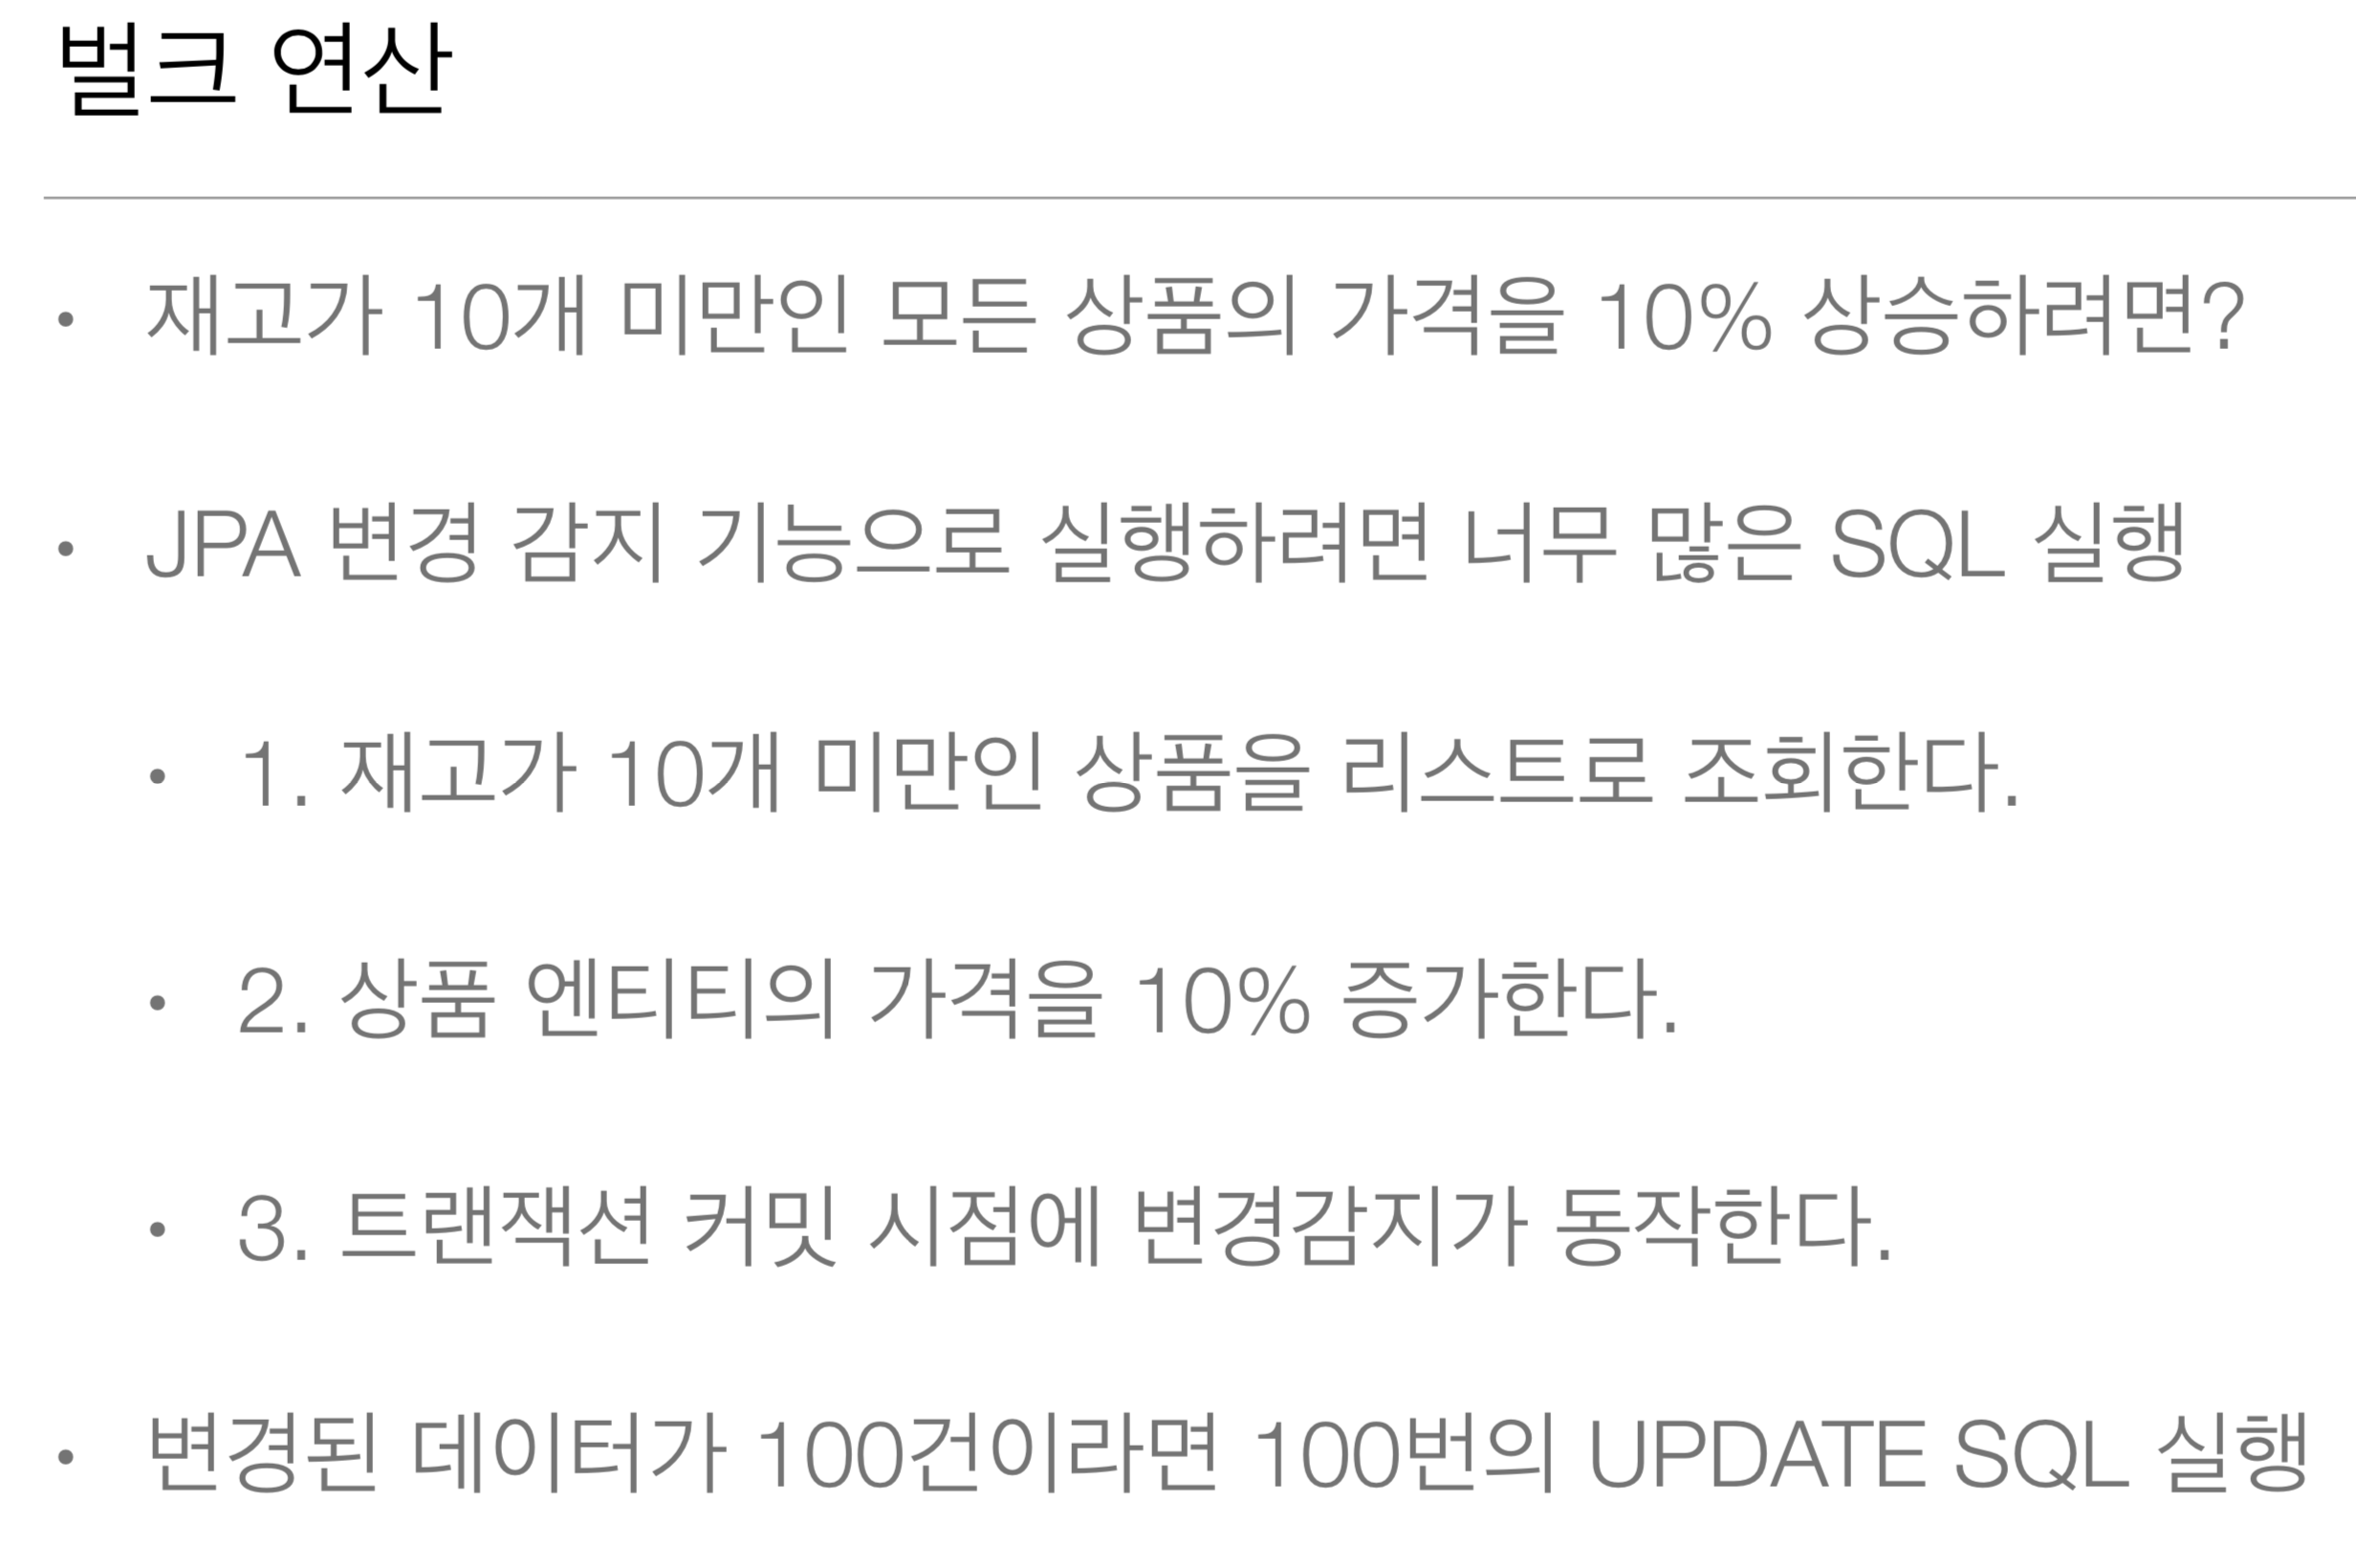 벌크 연산
• 재고가 10개 미만인 모든 상품의 가격을 10% 상승하려면?
• JPA 변경 감지 기능으로 실행하려면 너무 많은 SQL 실행
• 1. 재고가 10개 미만인 상품을 리스트로 조회한다.
• 2. 상품 엔티티의 가격을 10% 증가한다.
• 3. 트랜잭션 커밋 시점에 변경감지가 동작한다.
• 변경된 데이터가 100건이라면 100번의 UPDATE SQL 실행